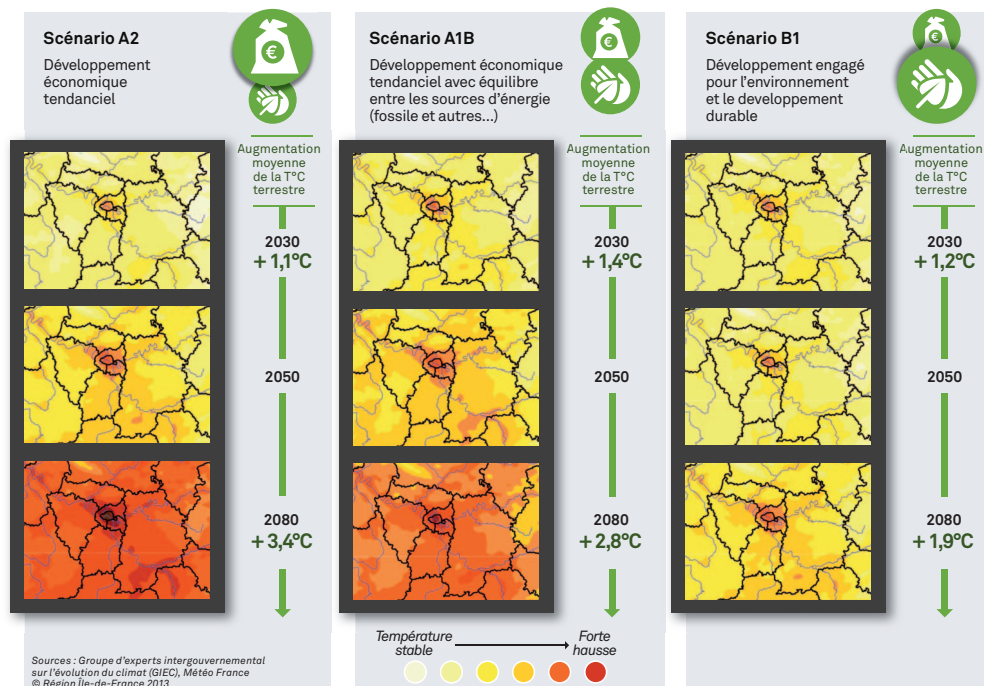 Scénario A2
Développement
économique
tendanciel
€
Augmentation
moyenne
de la T°C
terrestre
2030
+ 1,1°C
2050
2080
+ 3,4°C
Scénario A1B
Développement économique
tendanciel avec équilibre
entre les sources d'énergie
(fossile et autres...)
€
Augmentation
moyenne
de la T°C
terrestre
2030
+ 1,4°C
2050
2080
+ 2,8°C
Scénario B1
Développement engagé
pour l'environnement
et le developpement
durable
€
Augmentation
moyenne
de la T°C
terrestre
2030
+ 1,2°C
2050
2080
+ 1,9°C
Température
stable
Forte
hausse
Sources : Groupe d'experts intergouvernemental
sur l'évolution du climat (GIEC), Météo France
© Région Île-de-France 2013